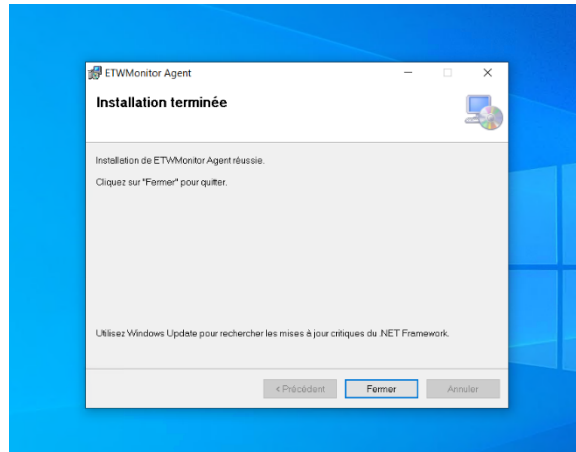 ETWMonitor Agent
Installation terminée
Installation de ETWMonitor Agent réussie.
Cliquez sur "Fermer" pour quitter.
Utilisez Windows Update pour rechercher les mises à jour critiques du .NET Framework.
< Précédent
Fermer
Annuler